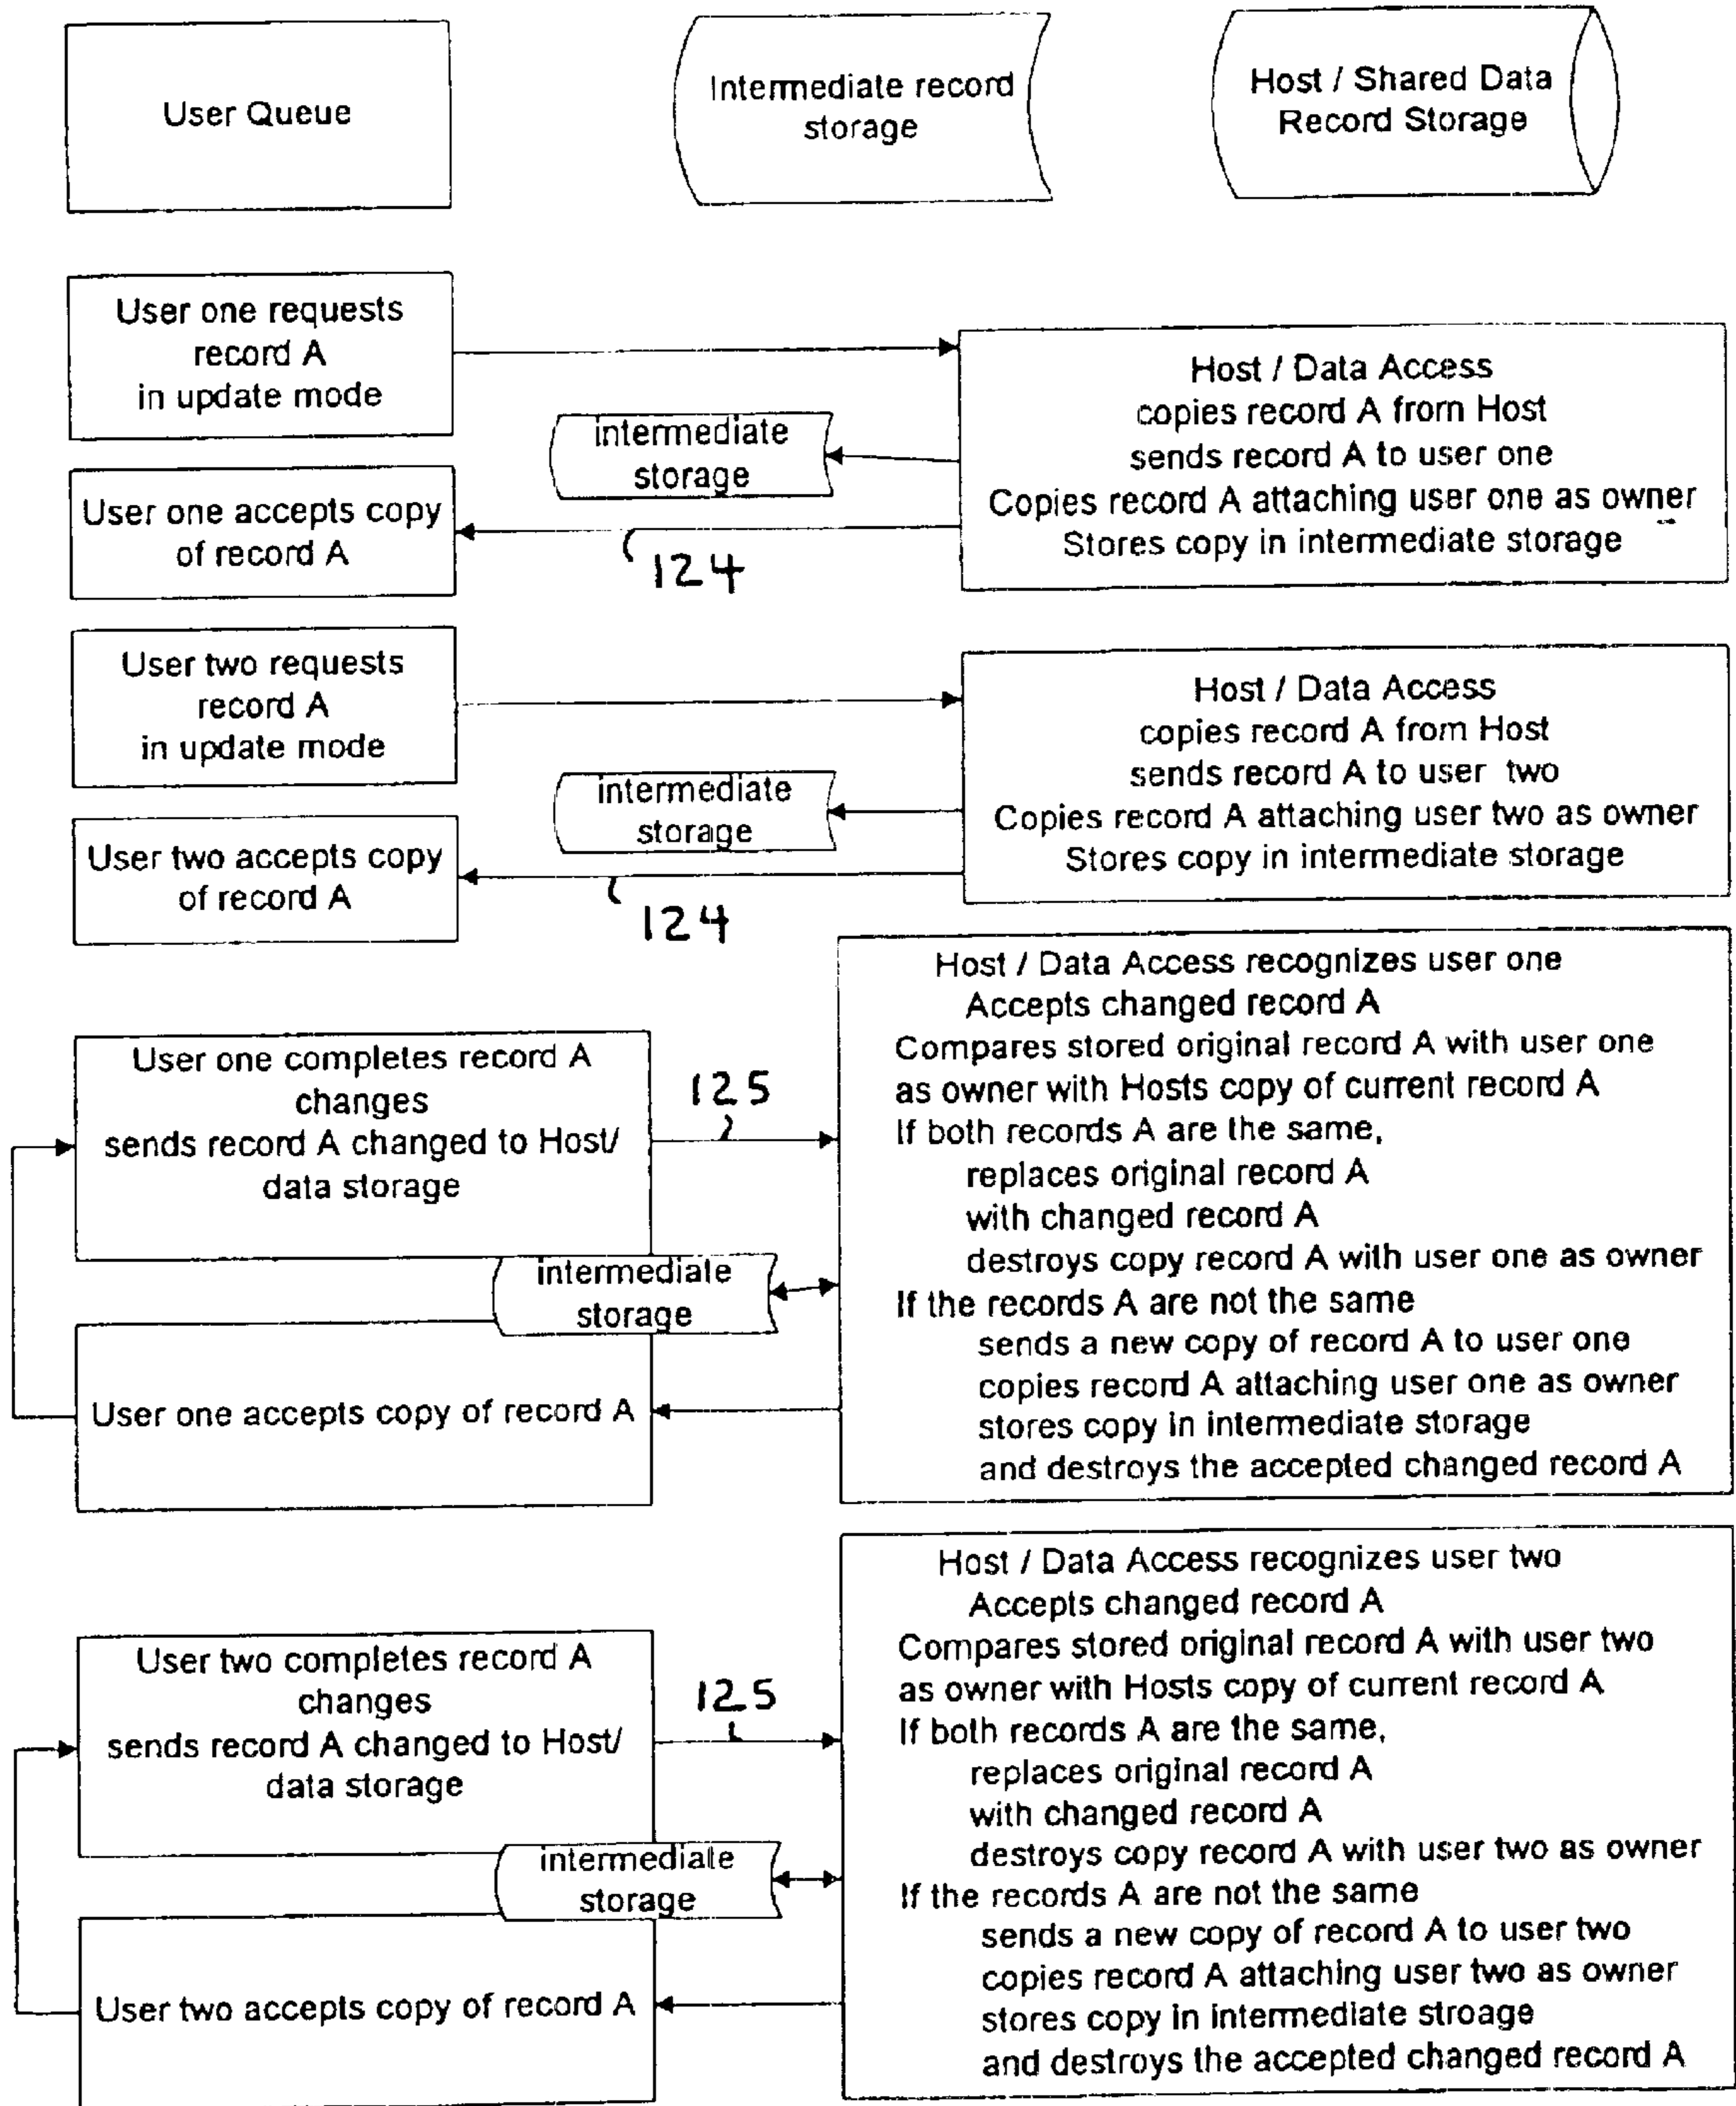 User Queue
Intermediate record
storage
Host / Shared Data
Record Storage
User one requests
record A
in update mode
Host / Data Access
copies record A from Host
sends record A to user one
Copies record A attaching user one as owner
Stores copy in intermediate storage
intermediate
storage
User one accepts copy
of record A
124
User two requests
record A
in update mode
Host / Data Access
copies record A from Host
sends record A to user two
Copies record A attaching user two as owner
Stores copy in intermediate storage
intermediate
storage
User two accepts copy
of record A
124
User one completes record A
changes
sends record A changed to Host/
data storage
125
Host / Data Access recognizes user one
Accepts changed record A
Compares stored original record A with user one
as owner with Hosts copy of current record A
If both records A are the same,
replaces original record A
with changed record A
destroys copy record A with user one as owner
If the records A are not the same
sends a new copy of record A to user one
copies record A attaching user one as owner
stores copy in intermediate storage
and destroys the accepted changed record A
intermediate
storage
User one accepts copy of record A
User two completes record A
changes
sends record A changed to Host/
data storage
125
Host / Data Access recognizes user two
Accepts changed record A
Compares stored original record A with user two
as owner with Hosts copy of current record A
If both records A are the same,
replaces original record A
with changed record A
destroys copy record A with user two as owner
If the records A are not the same
sends a new copy of record A to user two
copies record A attaching user two as owner
stores copy in intermediate stroage
and destroys the accepted changed record A
intermediate
storage
User two accepts copy of record A